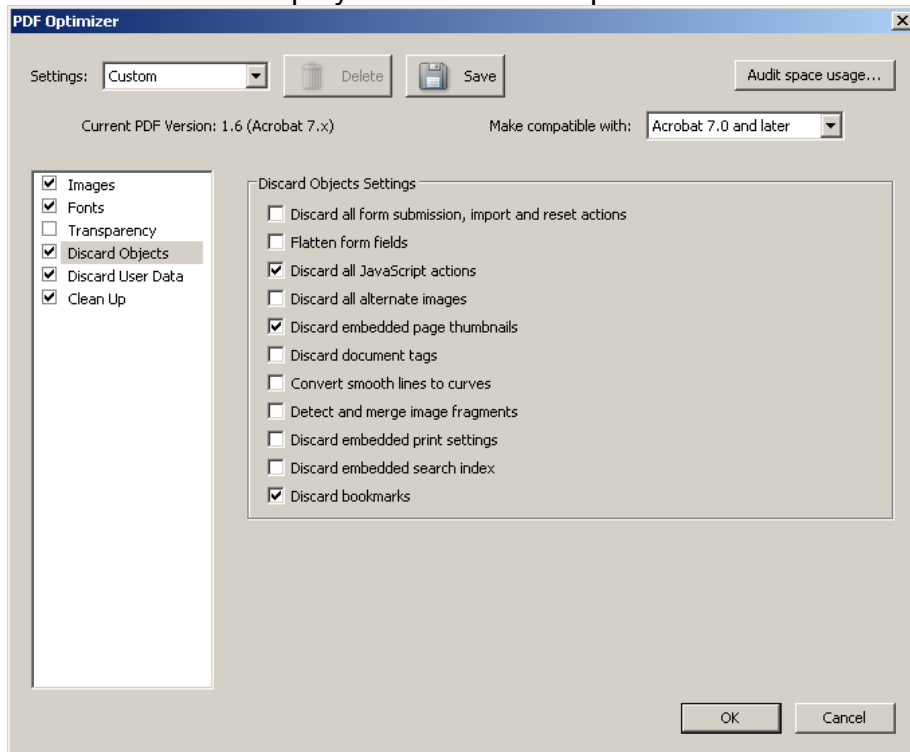 PDF Optimizer
Settings: Custom Delete Save Audit space usage...
Current PDF Version: 1.6 (Acrobat 7.x) Make compatible with: Acrobat 7.0 and later
Images
Fonts
Transparency
Discard Objects
Discard User Data
Clean Up
Discard Objects Settings
Discard all form submission, import and reset actions
Flatten form fields
Discard all JavaScript actions
Discard all alternate images
Discard embedded page thumbnails
Discard document tags
Convert smooth lines to curves
Detect and merge image fragments
Discard embedded print settings
Discard embedded search index
Discard bookmarks
OK Cancel